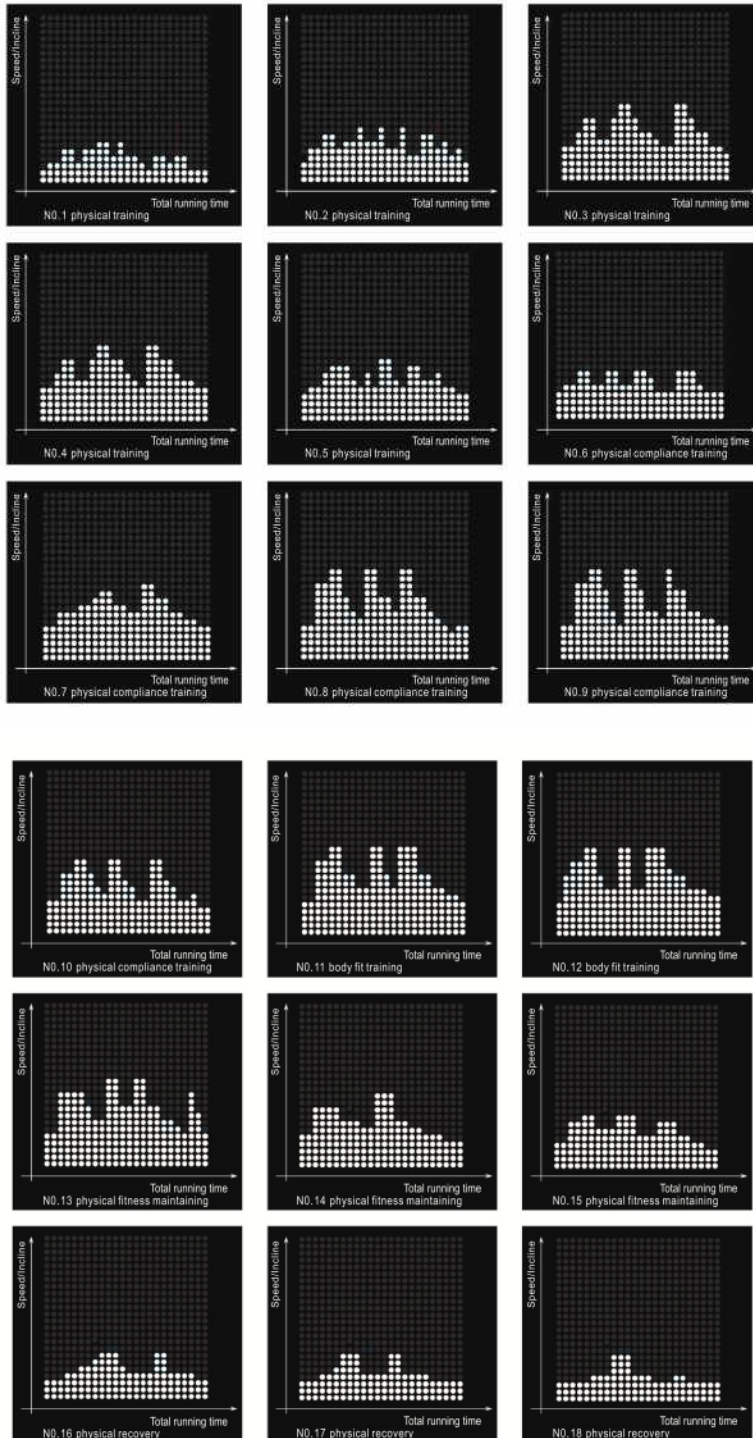 Speed/Incline
Total running time
N0.1 physical training
Speed/Incline
Total running time
N0.2 physical training
Speed/Incline
Total running time
N0.3 physical training
Speed/Incline
Total running time
N0.4 physical training
Speed/Incline
Total running time
N0.5 physical training
Speed/Incline
Total running time
N0.6 physical compliance training
Speed/Incline
Total running time
N0.7 physical compliance training
Speed/Incline
Total running time
N0.8 physical compliance training
Speed/Incline
Total running time
N0.9 physical compliance training
Speed/Incline
Total running time
N0.10 physical compliance training
Speed/Incline
Total running time
N0.11 body fit training
Speed/Incline
Total running time
N0.12 body fit training
Speed/Incline
Total running time
N0.13 physical fitness maintaining
Speed/Incline
Total running time
N0.14 physical fitness maintaining
Speed/Incline
Total running time
N0.15 physical fitness maintaining
Speed/Incline
Total running time
N0.16 physical recovery
Speed/Incline
Total running time
N0.17 physical recovery
Speed/Incline
Total running time
N0.18 physical recovery